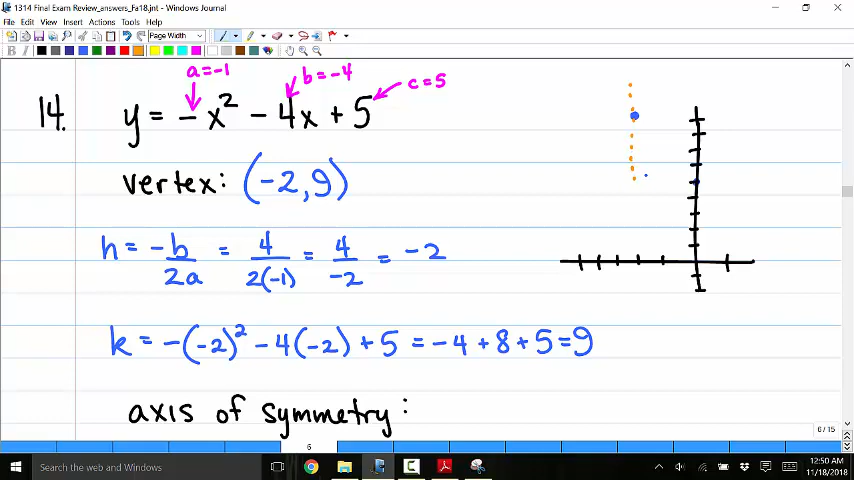 1314 Final Exam Review_answers_Fa18.jnt - Windows Journal
File Edit View Insert Actions Tools Help
Page Width
B I
a=-1
b=-4
c=5
14. y = -x² - 4x + 5
vertex: (-2,9)
h = -b/2a = 4/2(-1) = 4/-2 = -2
k = -(-2)² - 4(-2) + 5 = -4 + 8 + 5 = 9
axis of symmetry:
6 / 15
6
Search the web and Windows
12:50 AM
11/18/2018